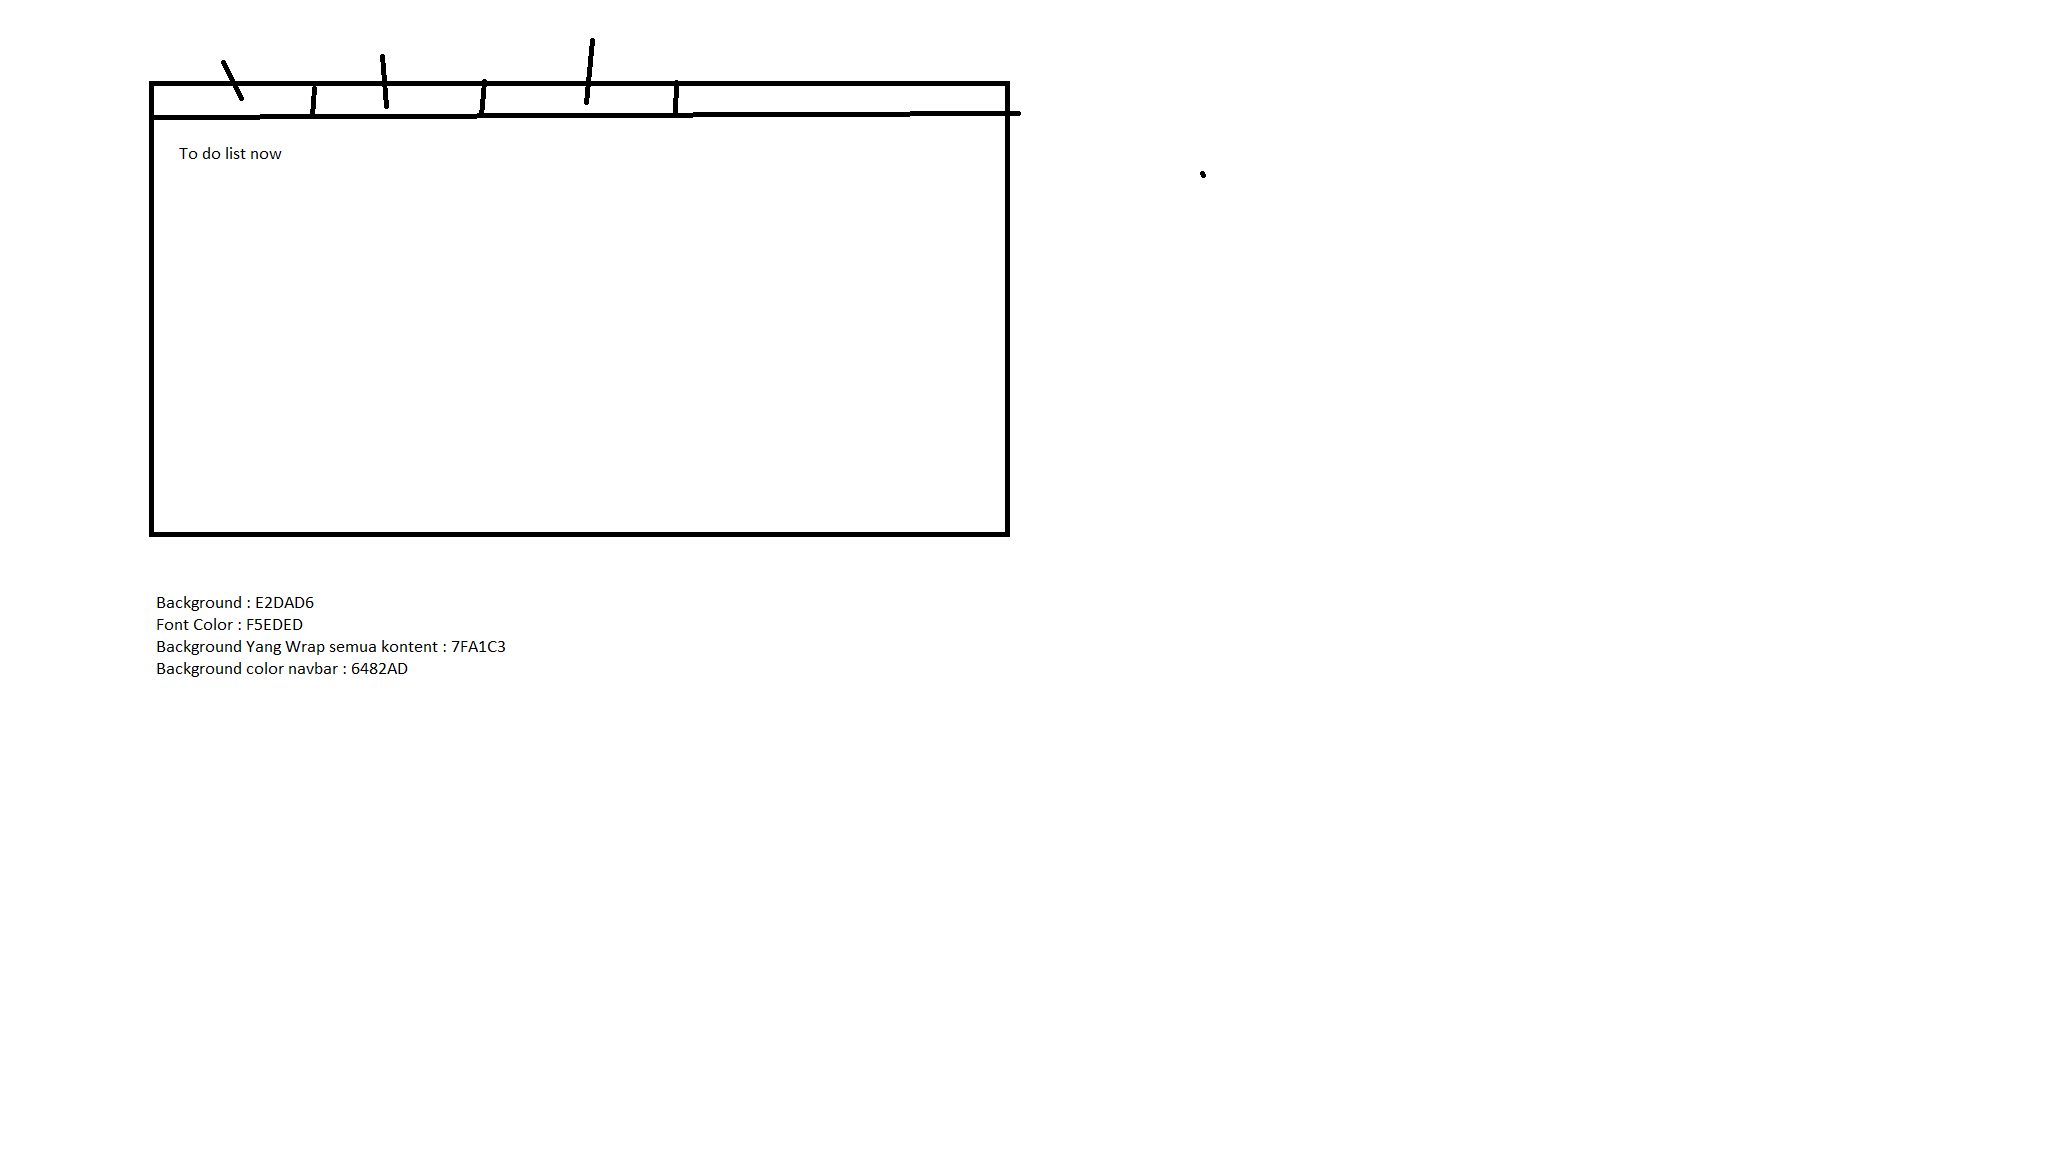 To do list now
Background : E2DAD6
Font Color : F5EDED
Background Yang Wrap semua kontent : 7FA1C3
Background color navbar : 6482AD